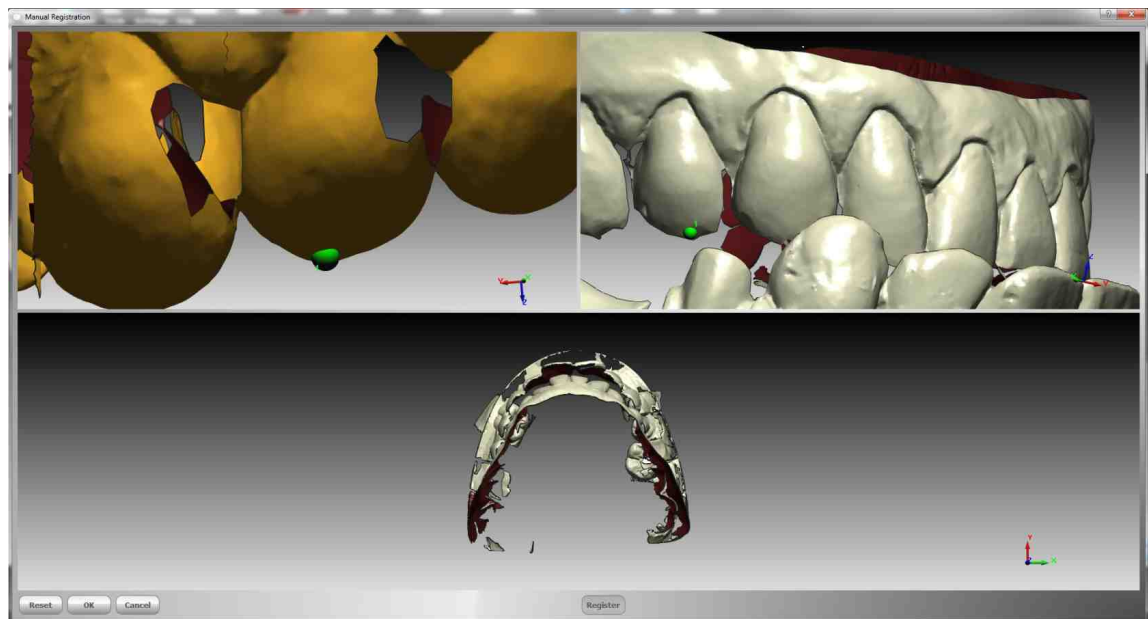 Manual Registration
Y
X
Z
Z
Y
X
Z
Reset
OK
Cancel
Register